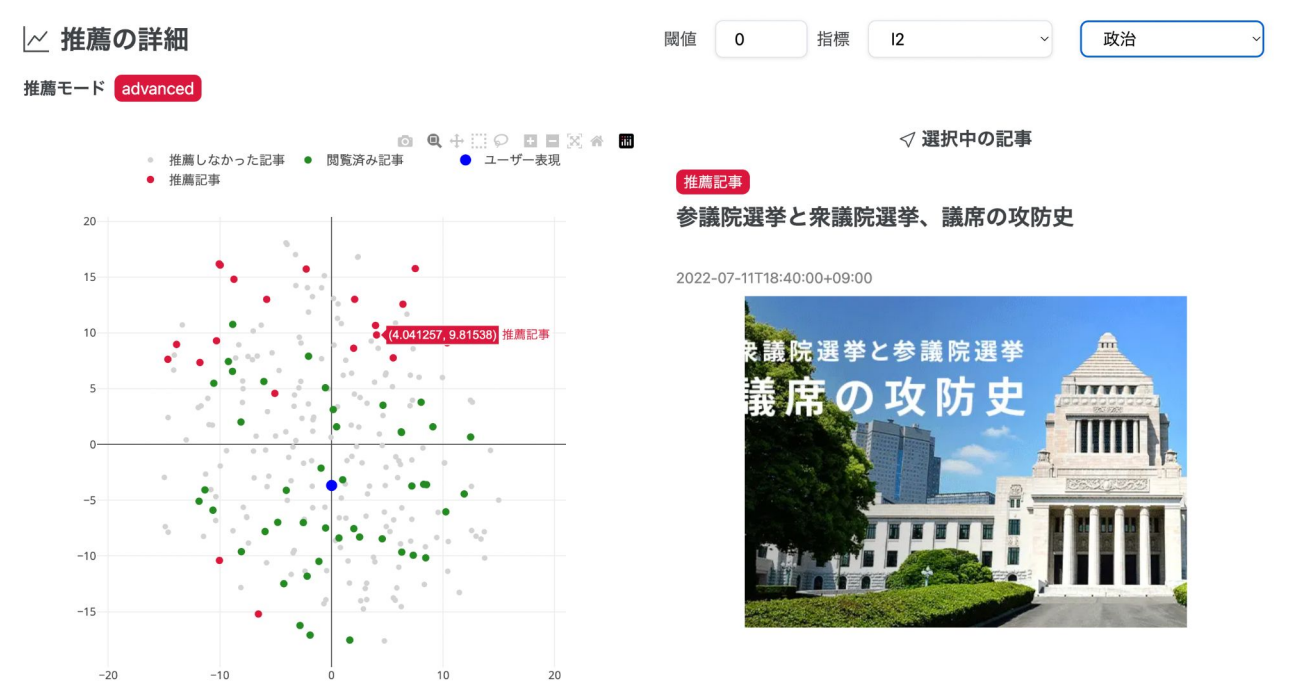 推薦の詳細
閾値 0 指標 l2 政治
推薦モード advanced
選択中の記事
推薦しなかった記事 閲覧済み記事 ユーザー表現
推薦記事
推薦記事
参議院選挙と衆議院選挙、議席の攻防史
2022-07-11T18:40:00+09:00
衆議院選挙と参議院選挙
議席の攻防史
20
15
10
(4.041257, 9.81538) 推薦記事
5
0
−5
−10
−15
−20 −10 0 10 20